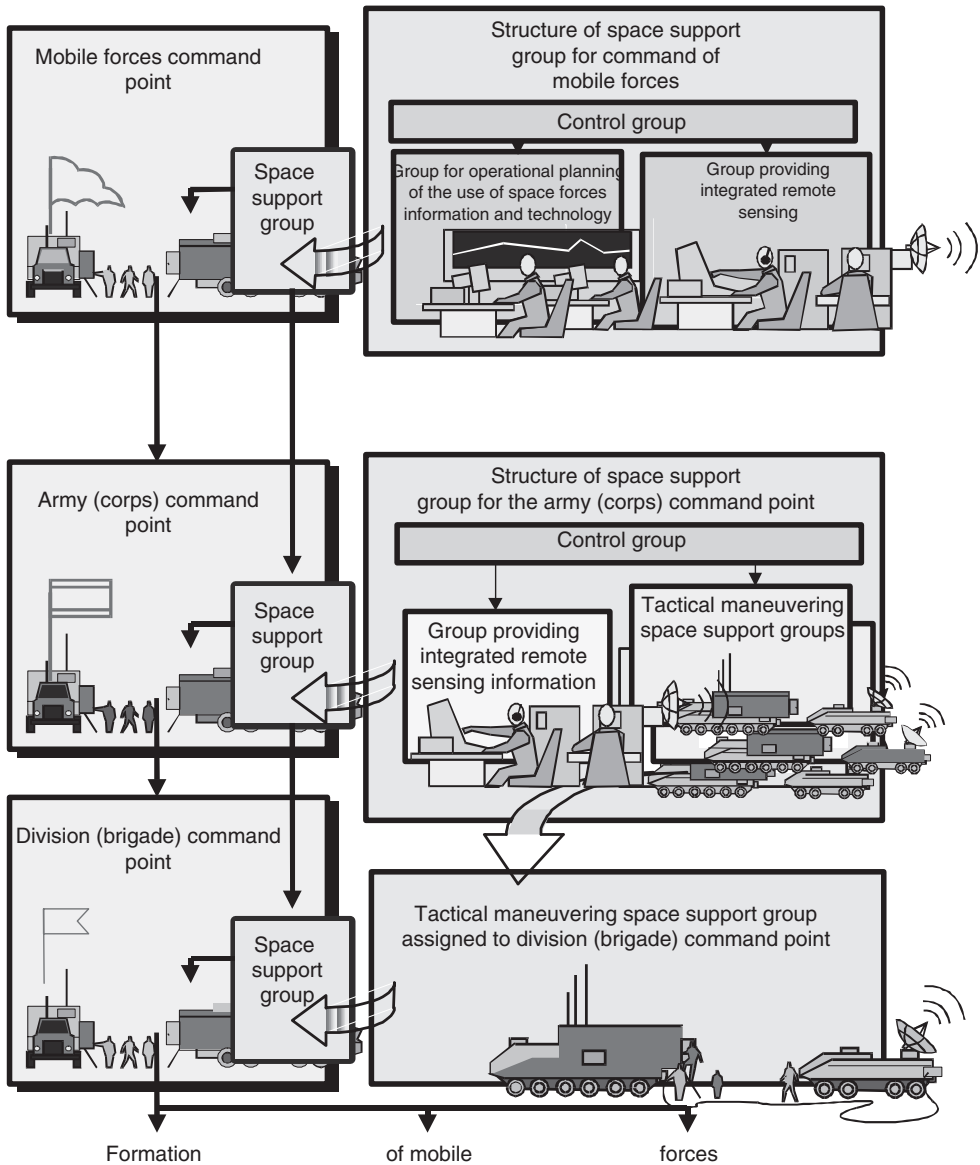 Mobile forces command
point
Space
support
group
Structure of space support
group for command of
mobile forces
Control group
Group for operational planning
of the use of space forces
information and technology
Group providing
integrated remote
sensing
Army (corps) command
point
Space
support
group
Structure of space support
group for the army (corps) command point
Control group
Group providing
integrated remote
sensing information
Tactical maneuvering
space support groups
Division (brigade) command
point
Space
support
group
Tactical maneuvering space support group
assigned to division (brigade) command point
Formation of mobile forces